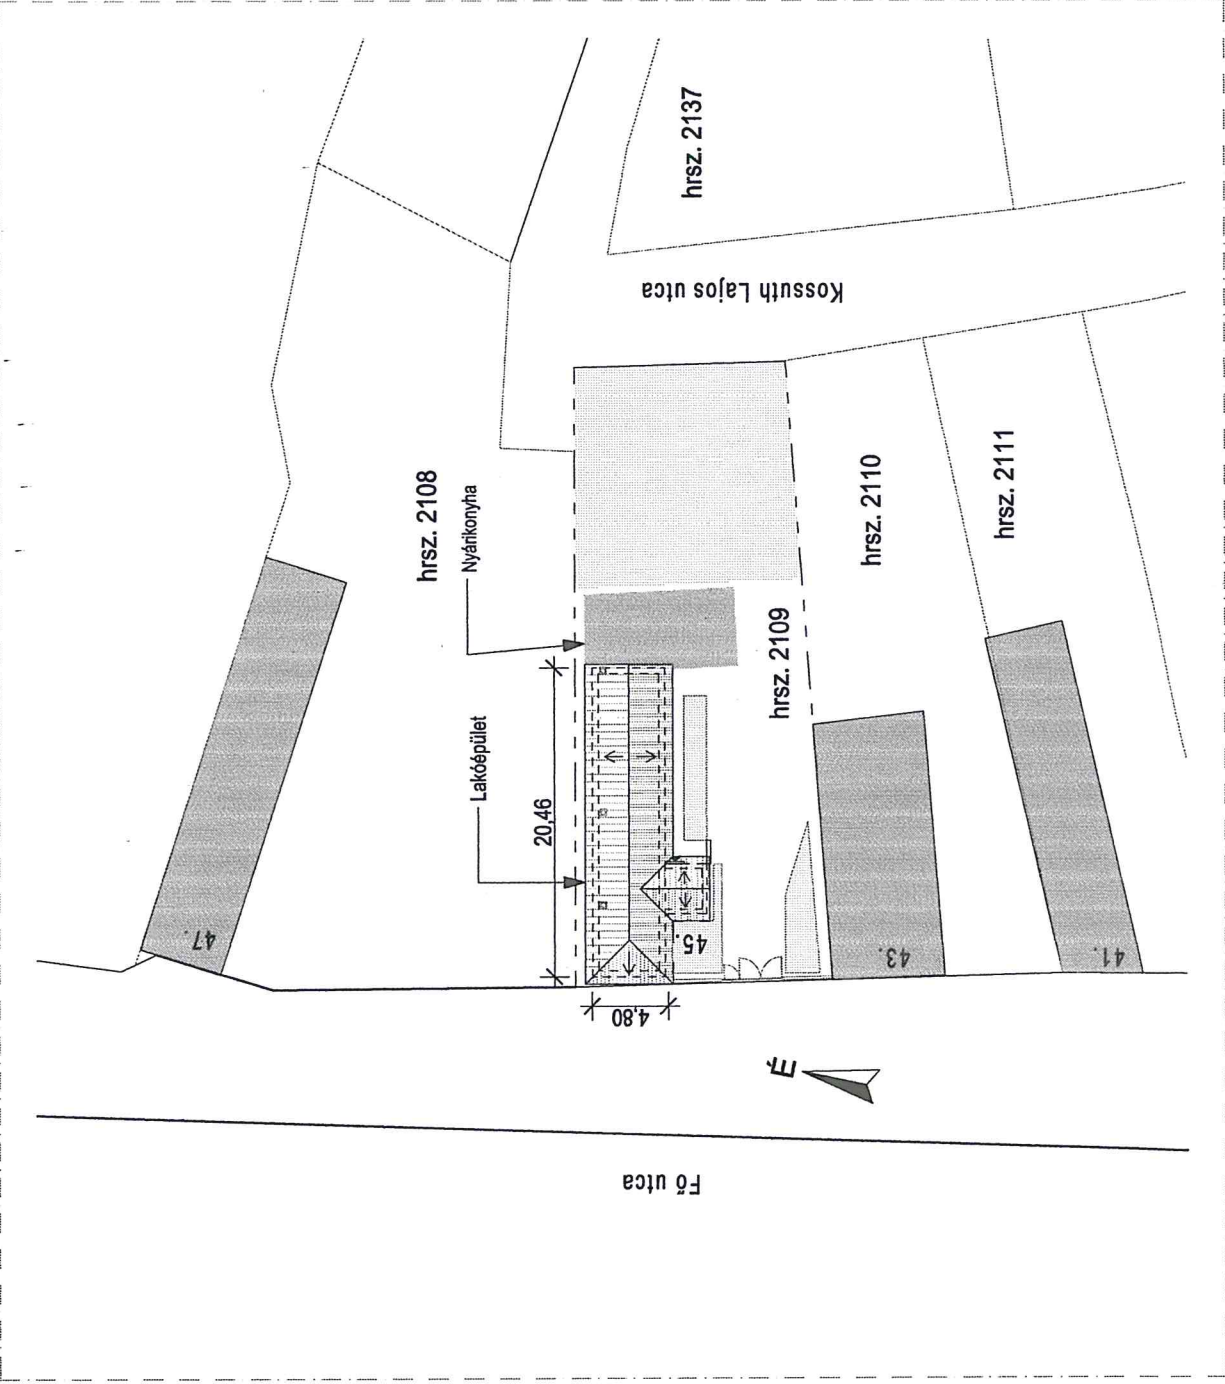 hrsz. 2137
Kossuth Lajos utca
hrsz. 2108
Nyárikonyha
hrsz. 2110
hrsz. 2111
hrsz. 2109
Lakóépület
20,46
47.
45.
43.
41.
4,80
É
Fő utca